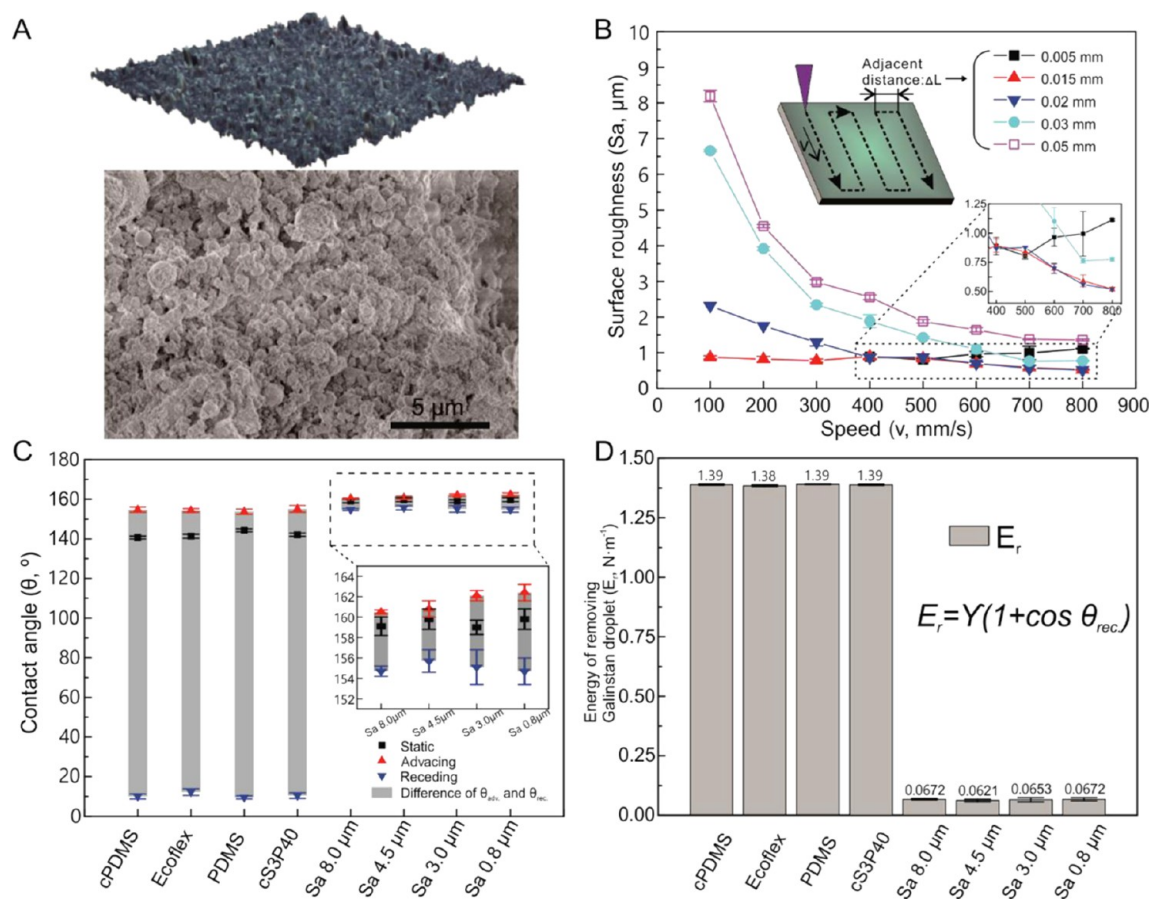 A
5 μm
B
Surface roughness (Sa, μm)
10
9
8
7
6
5
4
3
2
1
0
0 100 200 300 400 500 600 700 800 900
Speed (v, mm/s)
Adjacent
distance:ΔL
V
0.005 mm
0.015 mm
0.02 mm
0.03 mm
0.05 mm
1.25
1.00
0.75
0.50
400 500 600 700 800
C
Contact angle (θ, º)
180
170
160
150
140
130
120
110
100
90
80
70
60
50
40
30
20
10
0
164
162
160
158
156
154
152
Sa 8.0μm
Sa 4.5μm
Sa 3.0μm
Sa 0.8μm
Static
Advacing
Receding
Difference of θadv. and θrec.
cPDMS
Ecoflex
PDMS
cS3P40
Sa 8.0 μm
Sa 4.5 μm
Sa 3.0 μm
Sa 0.8 μm
D
Energy of removing
Galinstan droplet (Er, N·m-1)
1.50
1.25
1.00
0.75
0.50
0.25
0.00
1.39 1.38 1.39 1.39
Er
Er=Y(1+cos θrec.)
0.0672 0.0621 0.0653 0.0672
cPDMS
Ecoflex
PDMS
cS3P40
Sa 8.0 μm
Sa 4.5 μm
Sa 3.0 μm
Sa 0.8 μm